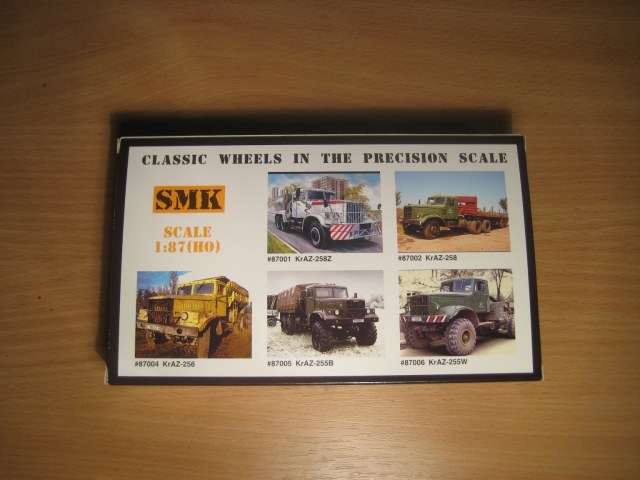 CLASSIC WHEELS IN THE PRECISION SCALE
SMK
SCALE
1:87(HO)
#87001 KrAZ-258Z
#87002 KrAZ-258
#87004 KrAZ-256
#87005 KrAZ-255B
#87006 KrAZ-255W